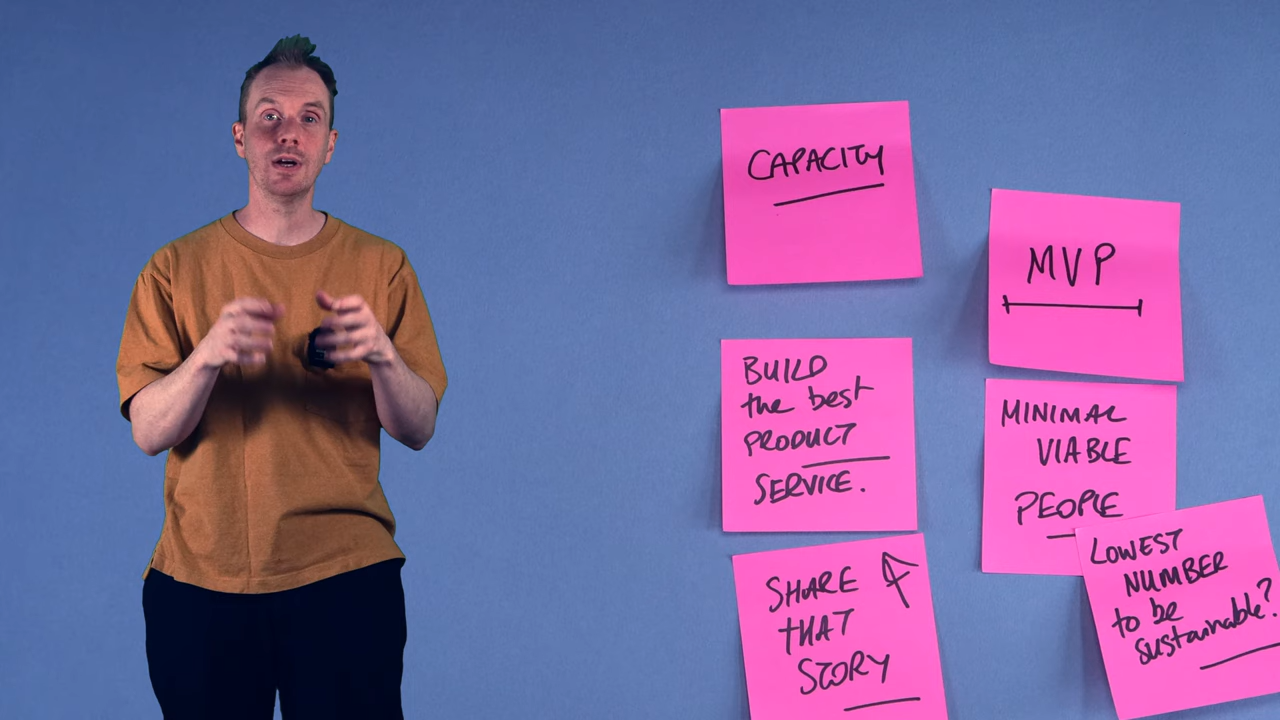 CAPACITY
BUILD
the best
PRODUCT
SERVICE.
SHARE
THAT
STORY
MVP
MINIMAL
VIABLE
PEOPLE
LOWEST
NUMBER
to be
sustainable?